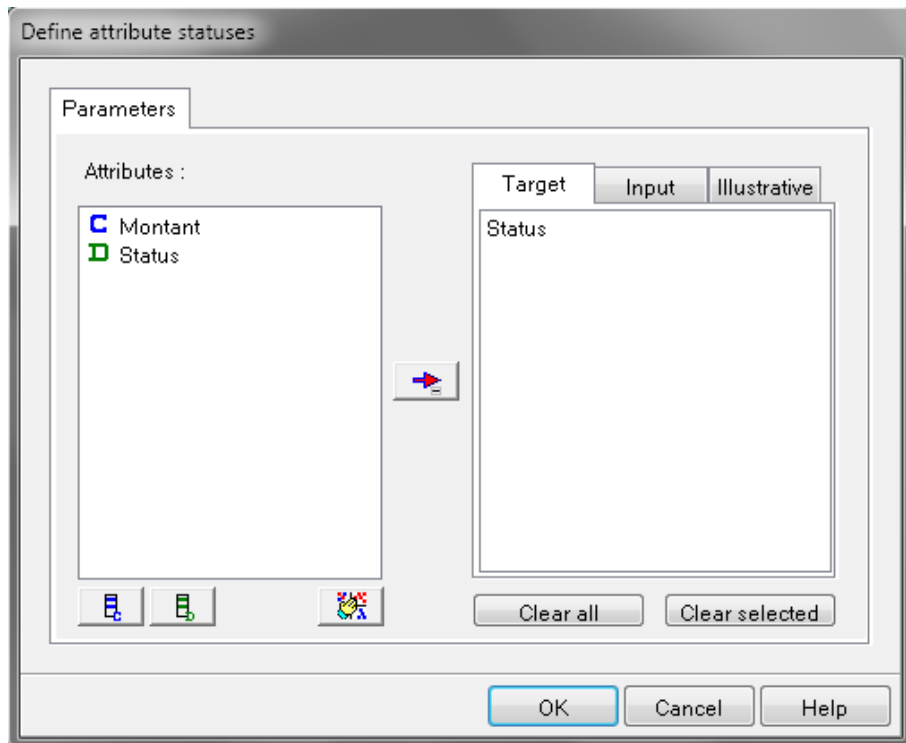 Define attribute statuses
Parameters
Attributes :
C Montant
D Status
Target
Input
Illustrative
Status
Clear all
Clear selected
OK
Cancel
Help